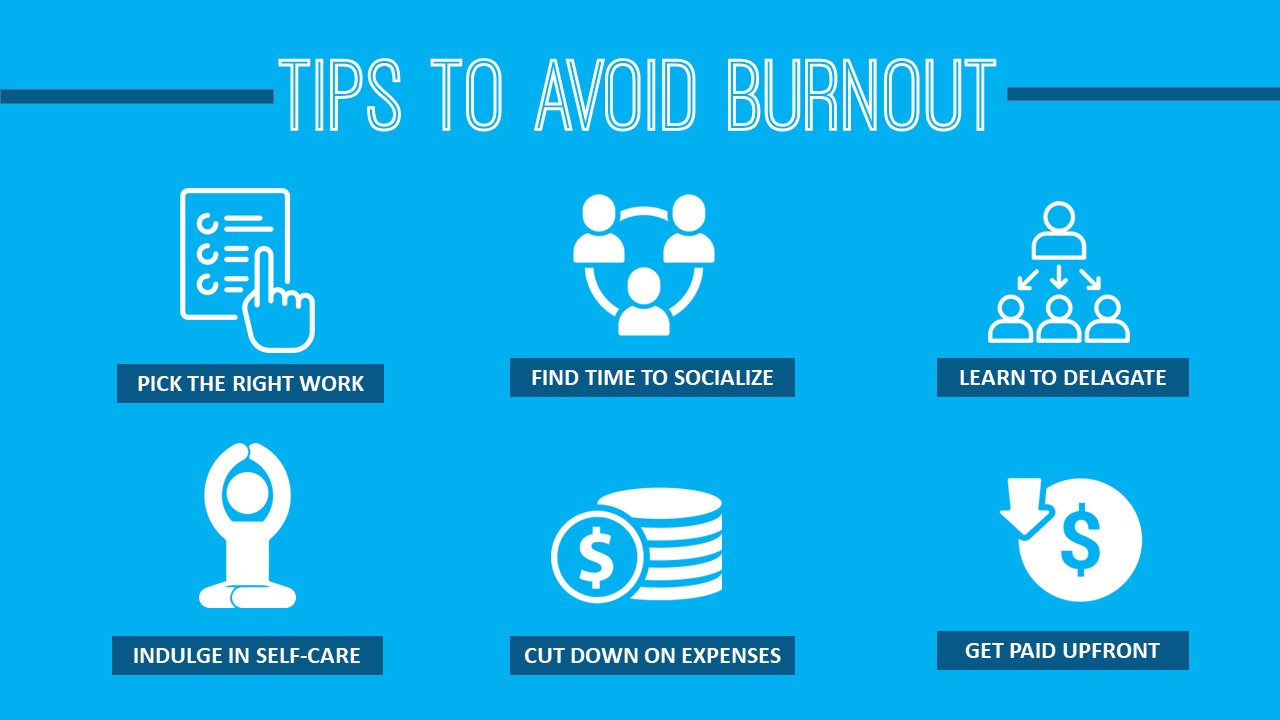 TIPS TO AVOID BURNOUT
PICK THE RIGHT WORK
FIND TIME TO SOCIALIZE
LEARN TO DELAGATE
INDULGE IN SELF-CARE
$
CUT DOWN ON EXPENSES
$
GET PAID UPFRONT